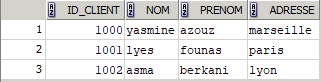 ID_CLIENT NOM PRENOM ADRESSE
1 1000 yasmine azouz marseille
2 1001 lyes founas paris
3 1002 asma berkani lyon